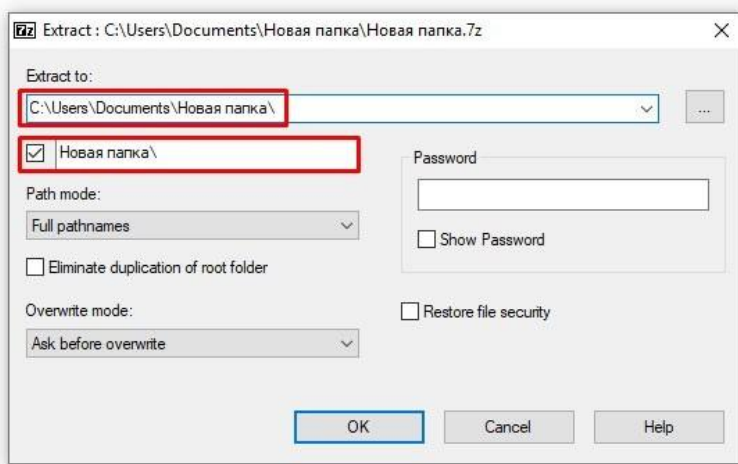 7z Extract : C:\Users\Documents\Новая папка\Новая папка.7z
Extract to:
C:\Users\Documents\Новая папка\
...
Новая папка\
Password
Path mode:
Full pathnames
Show Password
Eliminate duplication of root folder
Overwrite mode:
Restore file security
Ask before overwrite
OK
Cancel
Help